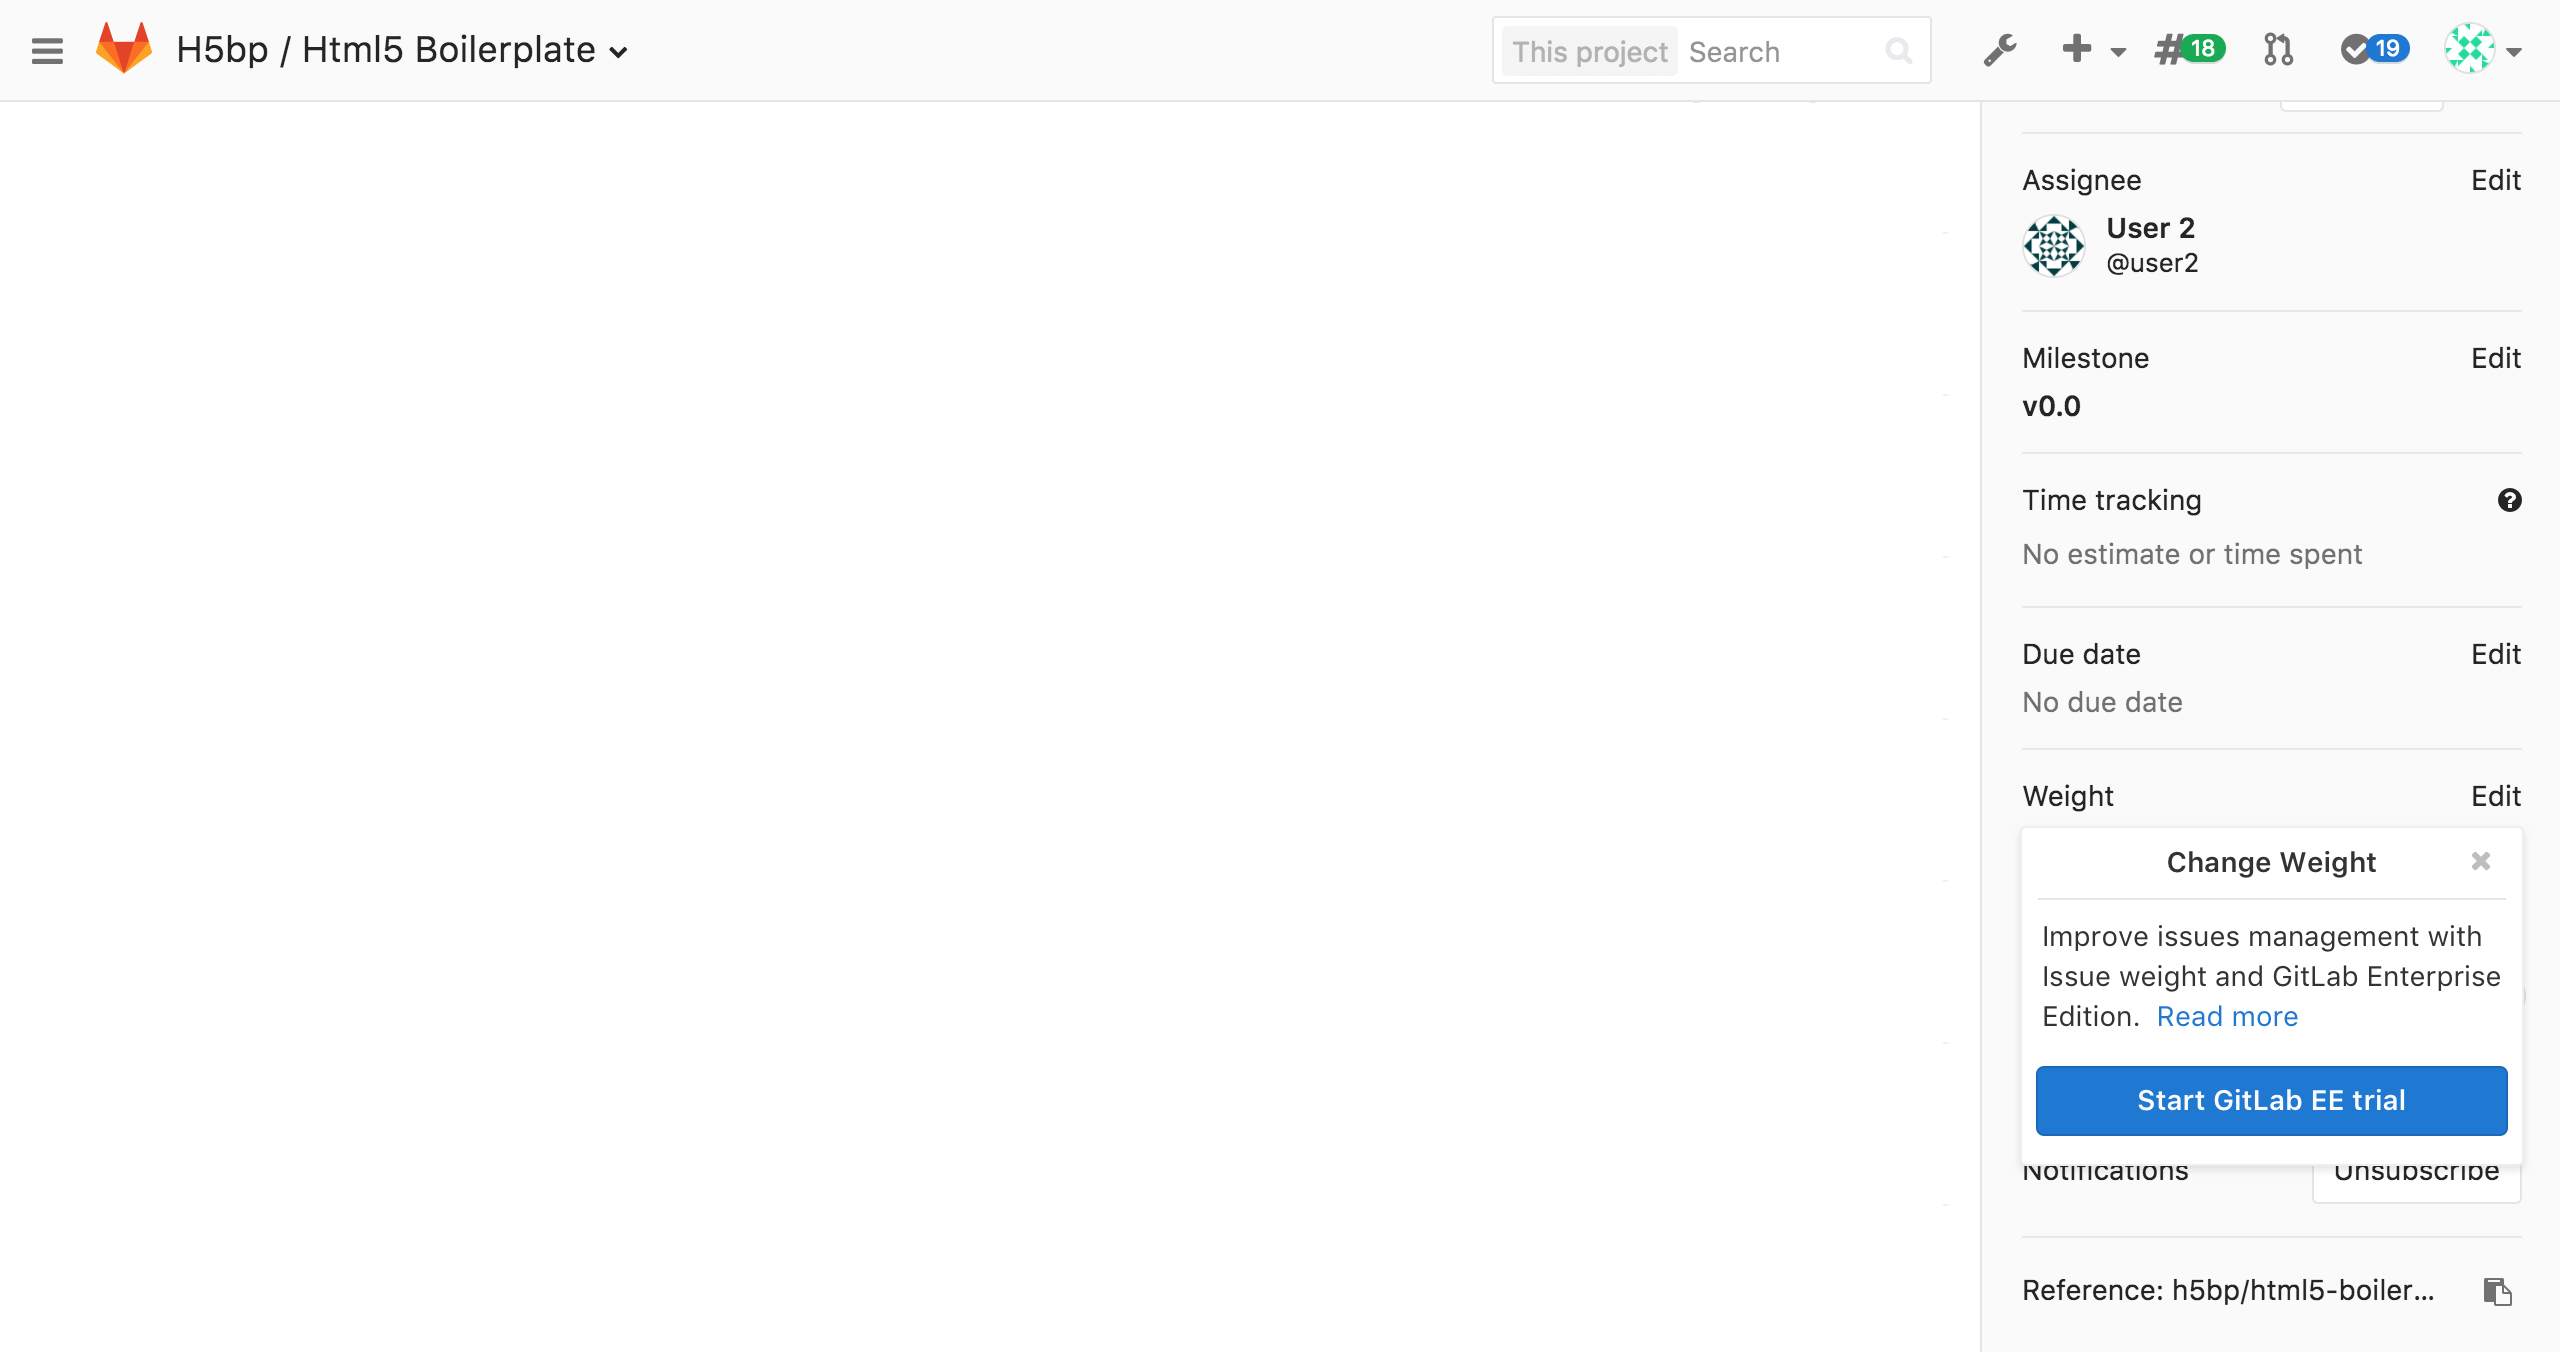 H5bp / Html5 Boilerplate
This project Search
18
19
Assignee Edit
User 2
@user2
Milestone Edit
v0.0
Time tracking
No estimate or time spent
Due date Edit
No due date
Weight Edit
Change Weight
Improve issues management with
Issue weight and GitLab Enterprise
Edition. Read more
Start GitLab EE trial
Notifications Unsubscribe
Reference: h5bp/html5-boiler...